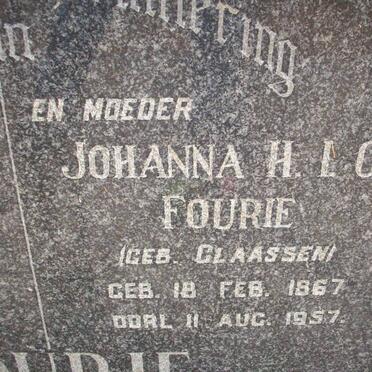 EN MOEDER
JOHANNA H. L. C
FOURIE
(GEB. CLAASSEN)
GEB. 18 FEB. 1867
OORL. 11 AUG. 1957.